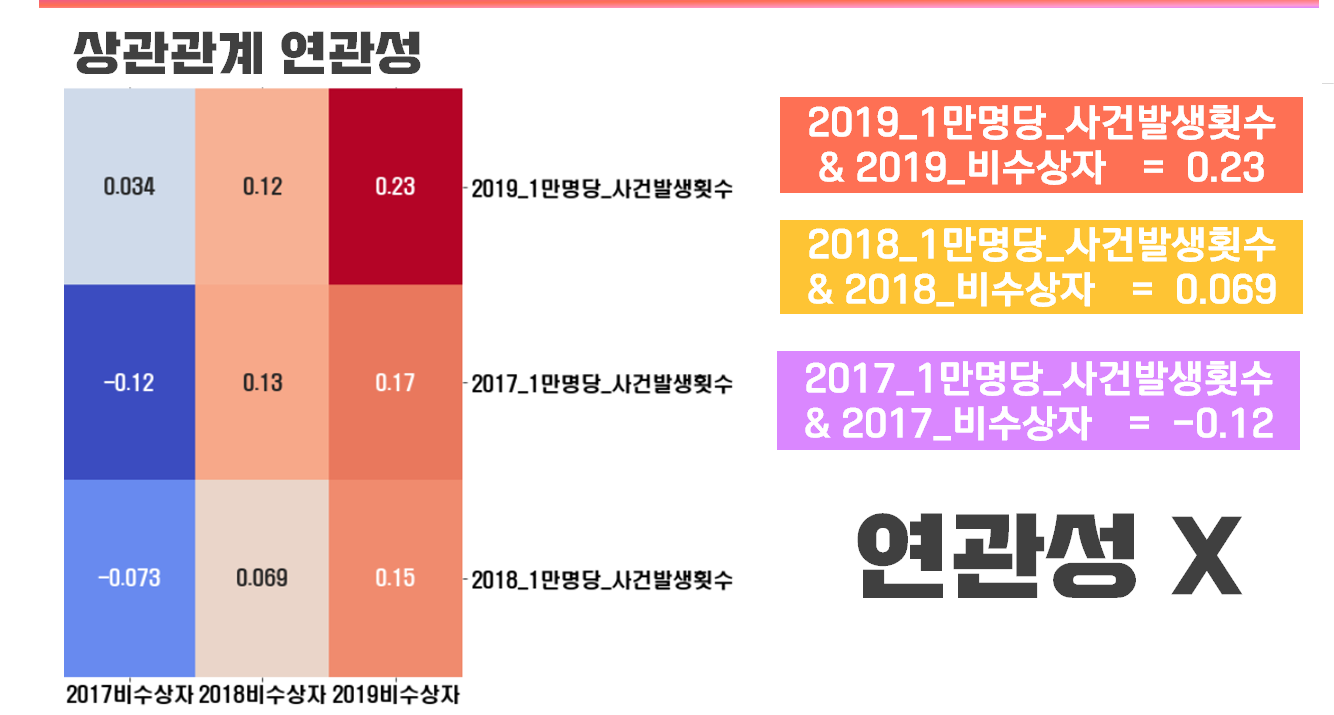 상관관계 연관성
0.034 0.12 0.23 2019_1만명당_사건발생횟수
-0.12 0.13 0.17 2017_1만명당_사건발생횟수
-0.073 0.069 0.15 2018_1만명당_사건발생횟수
2017비수상자 2018비수상자 2019비수상자
2019_1만명당_사건발생횟수
& 2019_비수상자 = 0.23
2018_1만명당_사건발생횟수
& 2018_비수상자 = 0.069
2017_1만명당_사건발생횟수
& 2017_비수상자 = -0.12
연관성 X